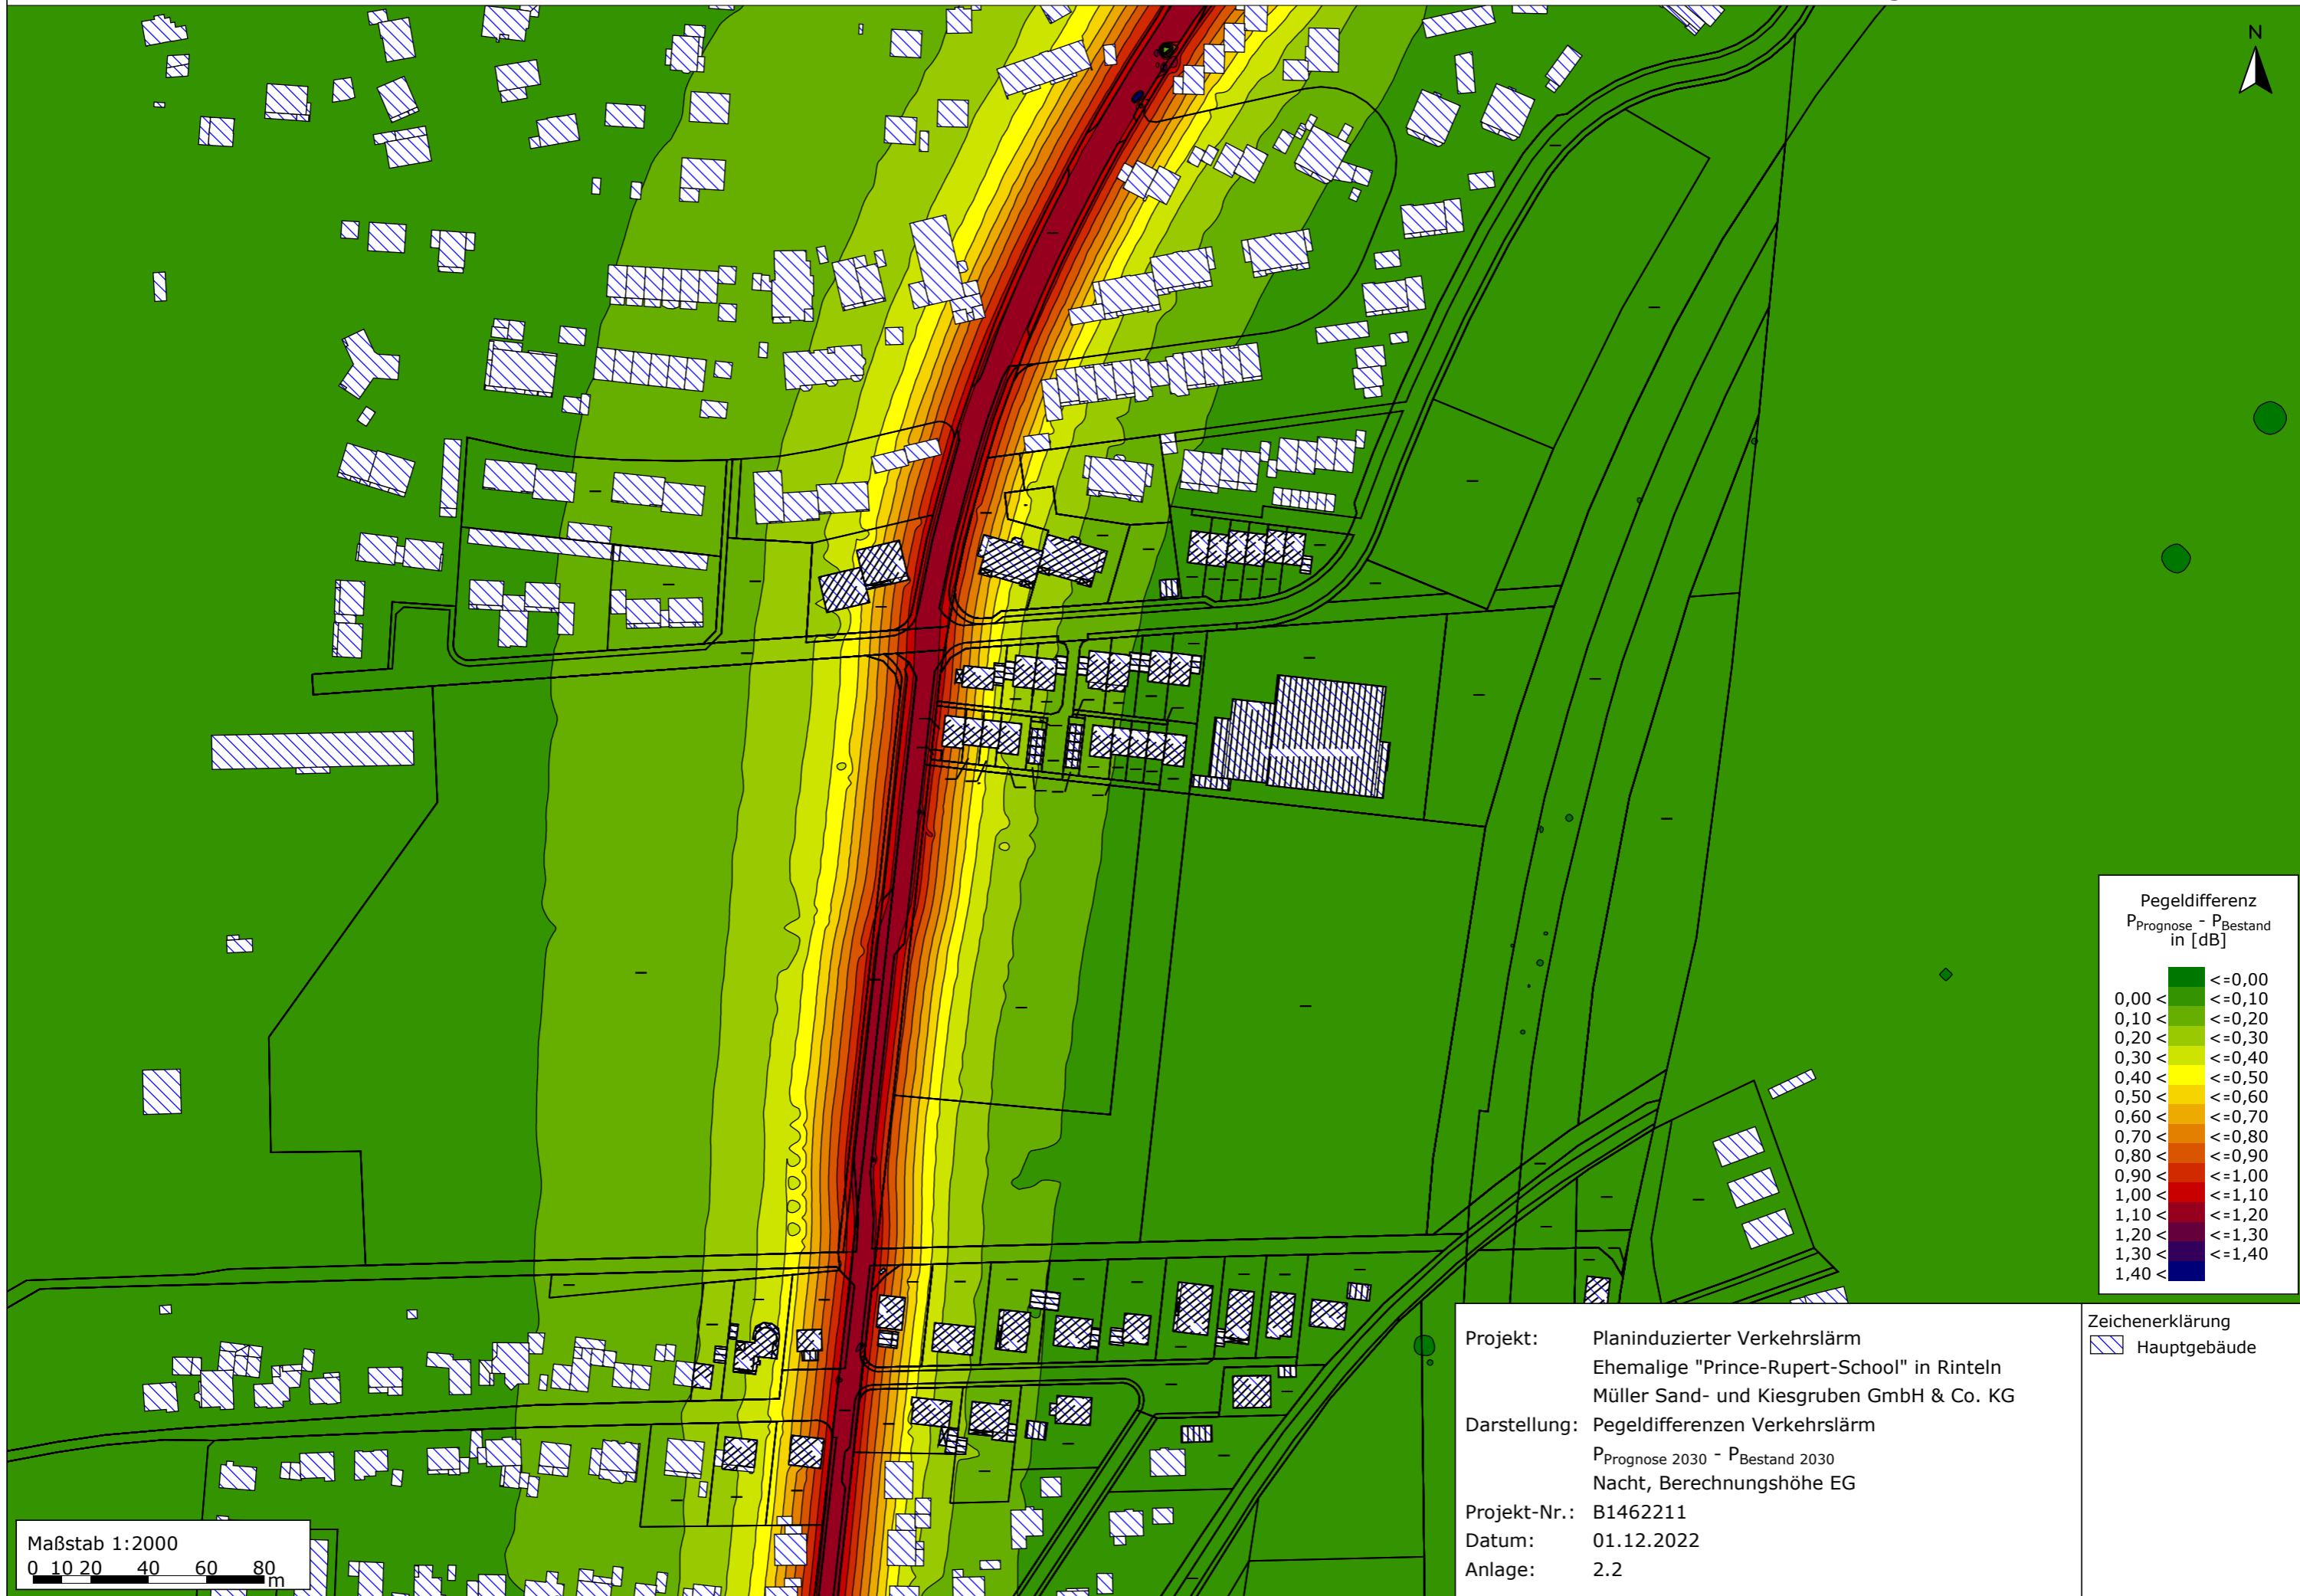 N
Pegeldifferenz
PPrognose - PBestand
in [dB]
<=0,00
0,00 < <=0,10
0,10 < <=0,20
0,20 < <=0,30
0,30 < <=0,40
0,40 < <=0,50
0,50 < <=0,60
0,60 < <=0,70
0,70 < <=0,80
0,80 < <=0,90
0,90 < <=1,00
1,00 < <=1,10
1,10 < <=1,20
1,20 < <=1,30
1,30 < <=1,40
1,40 <
Projekt: Planinduzierter Verkehrslärm
Ehemalige "Prince-Rupert-School" in Rinteln
Müller Sand- und Kiesgruben GmbH & Co. KG
Darstellung: Pegeldifferenzen Verkehrslärm
PPrognose 2030 - PBestand 2030
Nacht, Berechnungshöhe EG
Projekt-Nr.: B1462211
Datum: 01.12.2022
Anlage: 2.2
Zeichenerklärung
Hauptgebäude
Maßstab 1:2000
0 10 20 40 60 80
m